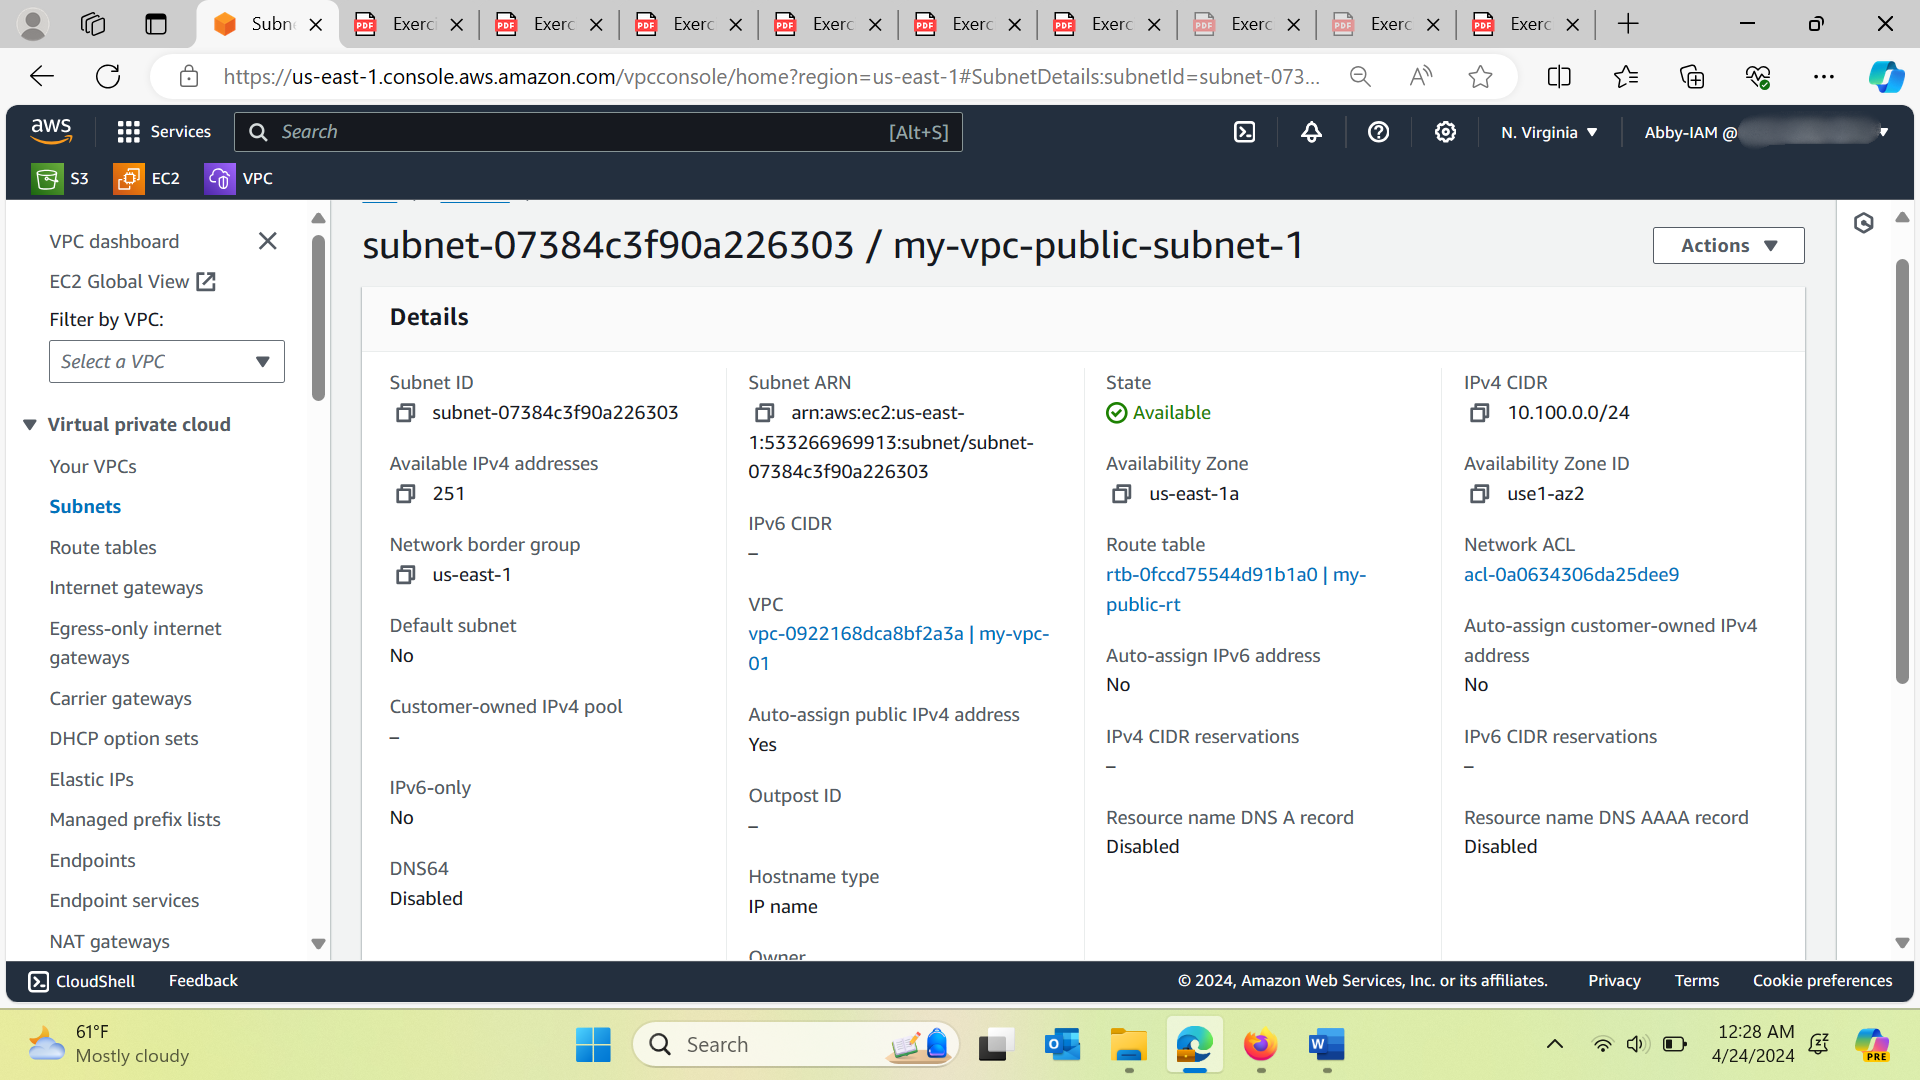 Subn
Exerci
Exerc
Exerc
Exerc
Exerc
Exerc
Exerc
Exerc
Exerc
https://us-east-1.console.aws.amazon.com/vpcconsole/home?region=us-east-1#SubnetDetails:subnetId=subnet-073...
aws
Services
Search
[Alt+S]
N. Virginia
Abby-IAM @
S3
EC2
VPC
VPC dashboard
EC2 Global View
Filter by VPC:
Select a VPC
Virtual private cloud
Your VPCs
Subnets
Route tables
Internet gateways
Egress-only internet
gateways
Carrier gateways
DHCP option sets
Elastic IPs
Managed prefix lists
Endpoints
Endpoint services
NAT gateways
subnet-07384c3f90a226303 / my-vpc-public-subnet-1
Actions
Details
Subnet ID
subnet-07384c3f90a226303
Available IPv4 addresses
251
Network border group
us-east-1
Default subnet
No
Customer-owned IPv4 pool
–
IPv6-only
No
DNS64
Disabled
Subnet ARN
arn:aws:ec2:us-east-
1:533266969913:subnet/subnet-
07384c3f90a226303
IPv6 CIDR
–
VPC
vpc-0922168dca8bf2a3a | my-vpc-
01
Auto-assign public IPv4 address
Yes
Outpost ID
–
Hostname type
IP name
Owner
State
Available
Availability Zone
us-east-1a
Route table
rtb-0fccd75544d91b1a0 | my-
public-rt
Auto-assign IPv6 address
No
IPv4 CIDR reservations
–
Resource name DNS A record
Disabled
IPv4 CIDR
10.100.0.0/24
Availability Zone ID
use1-az2
Network ACL
acl-0a0634306da25dee9
Auto-assign customer-owned IPv4
address
No
IPv6 CIDR reservations
–
Resource name DNS AAAA record
Disabled
CloudShell
Feedback
© 2024, Amazon Web Services, Inc. or its affiliates.
Privacy
Terms
Cookie preferences
61°F
Mostly cloudy
Search
12:28 AM
4/24/2024
PRE